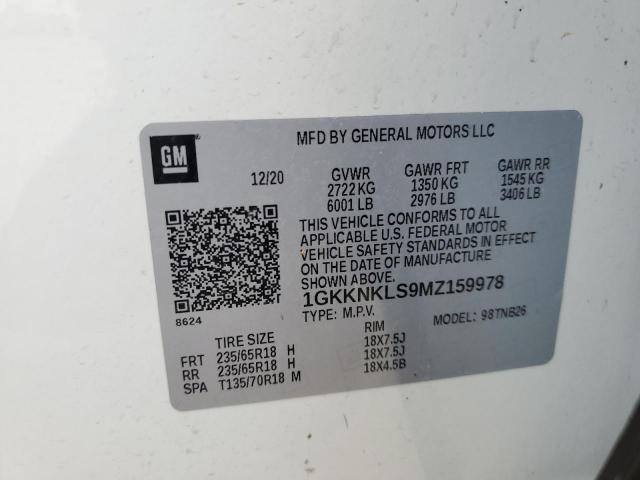 GM
MFD BY GENERAL MOTORS LLC
12/20 GVWR GAWR FRT GAWR RR
2722 KG 1350 KG 1545 KG
6001 LB 2976 LB 3406 LB
THIS VEHICLE CONFORMS TO ALL
APPLICABLE U.S. FEDERAL MOTOR
VEHICLE SAFETY STANDARDS IN EFFECT
ON THE DATE OF MANUFACTURE
SHOWN ABOVE.
1GKKNKLS9MZ159978
8624
TYPE: M.P.V. MODEL: 98TNB26
TIRE SIZE RIM
FRT 235/65R18 H 18X7.5J
RR 235/65R18 H 18X7.5J
SPA T135/70R18 M 18X4.5B